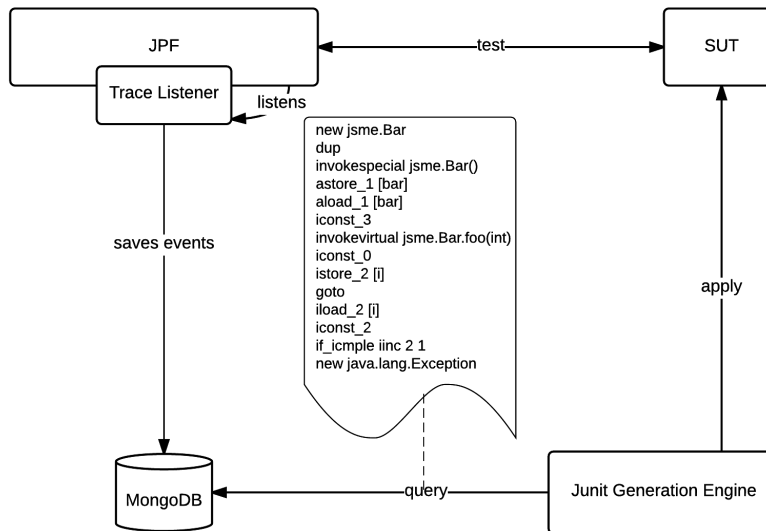 JPF
test
SUT
Trace Listener
listens
new jsme.Bar
dup
invokespecial jsme.Bar()
astore_1 [bar]
aload_1 [bar]
iconst_3
invokevirtual jsme.Bar.foo(int)
iconst_0
istore_2 [i]
goto
iload_2 [i]
iconst_2
if_icmple iinc 2 1
new java.lang.Exception
saves events
apply
MongoDB
query
Junit Generation Engine